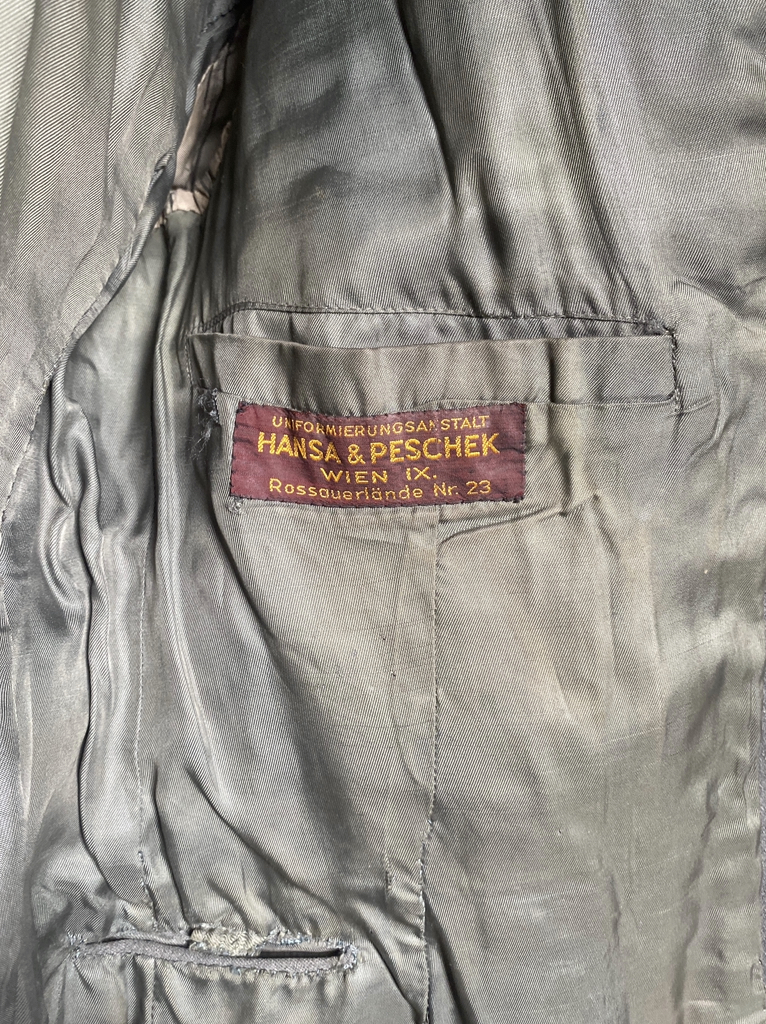 UNIFORMIERUNGSANSTALT
HANSA & PESCHEK
WIEN IX.
Rossauerlände Nr. 23